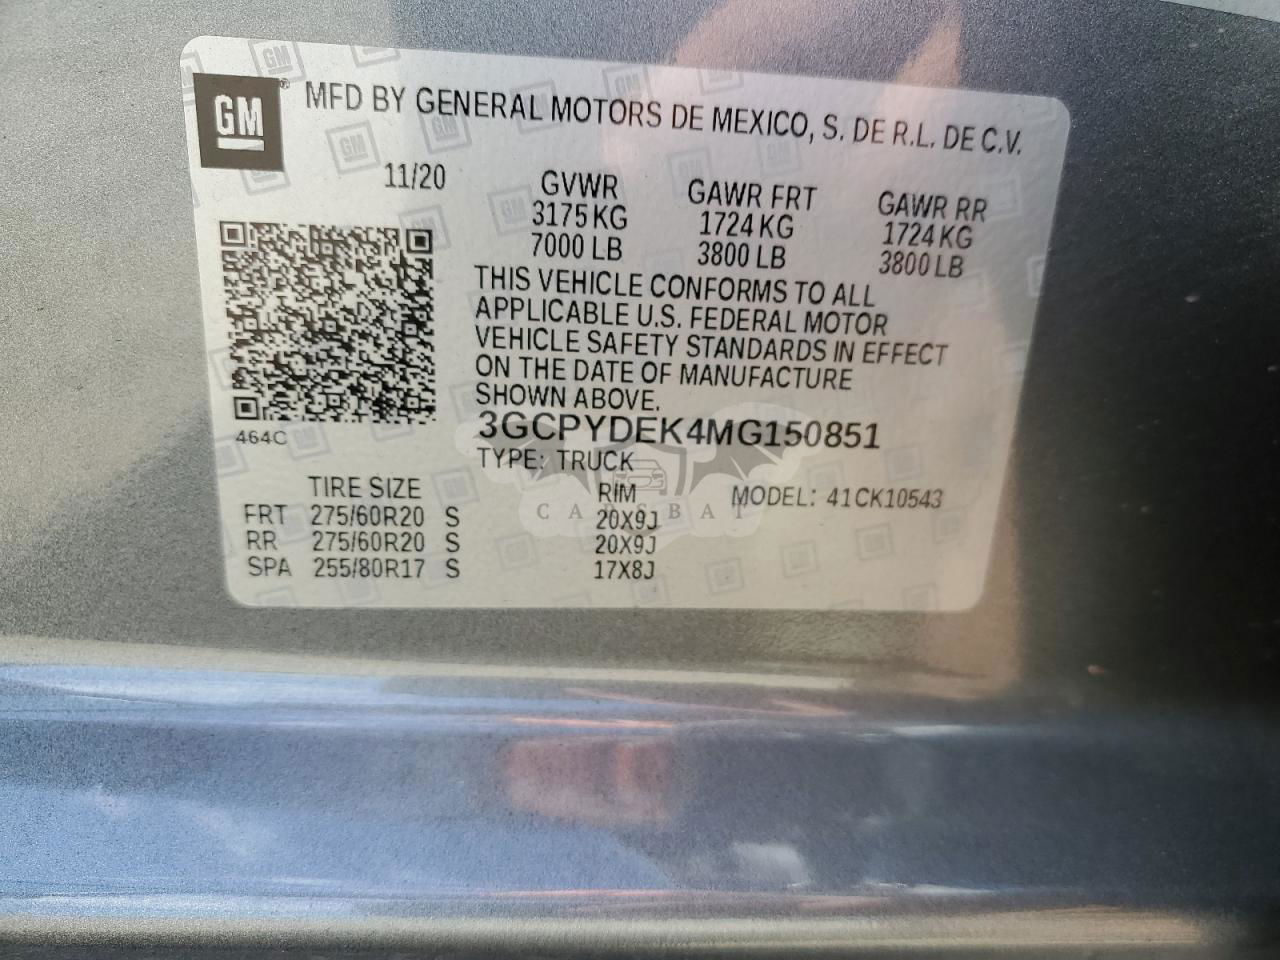 GM
MFD BY GENERAL MOTORS DE MEXICO, S. DE R.L. DE C.V.
11/20
GVWR GAWR FRT GAWR RR
3175 KG 1724 KG 1724 KG
7000 LB 3800 LB 3800 LB
THIS VEHICLE CONFORMS TO ALL
APPLICABLE U.S. FEDERAL MOTOR
VEHICLE SAFETY STANDARDS IN EFFECT
ON THE DATE OF MANUFACTURE
SHOWN ABOVE.
464C
3GCPYDEK4MG150851
TYPE: TRUCK
TIRE SIZE RIM MODEL: 41CK10543
FRT 275/60R20 S 20X9J
RR 275/60R20 S 20X9J
SPA 255/80R17 S 17X8J
CARSBAT